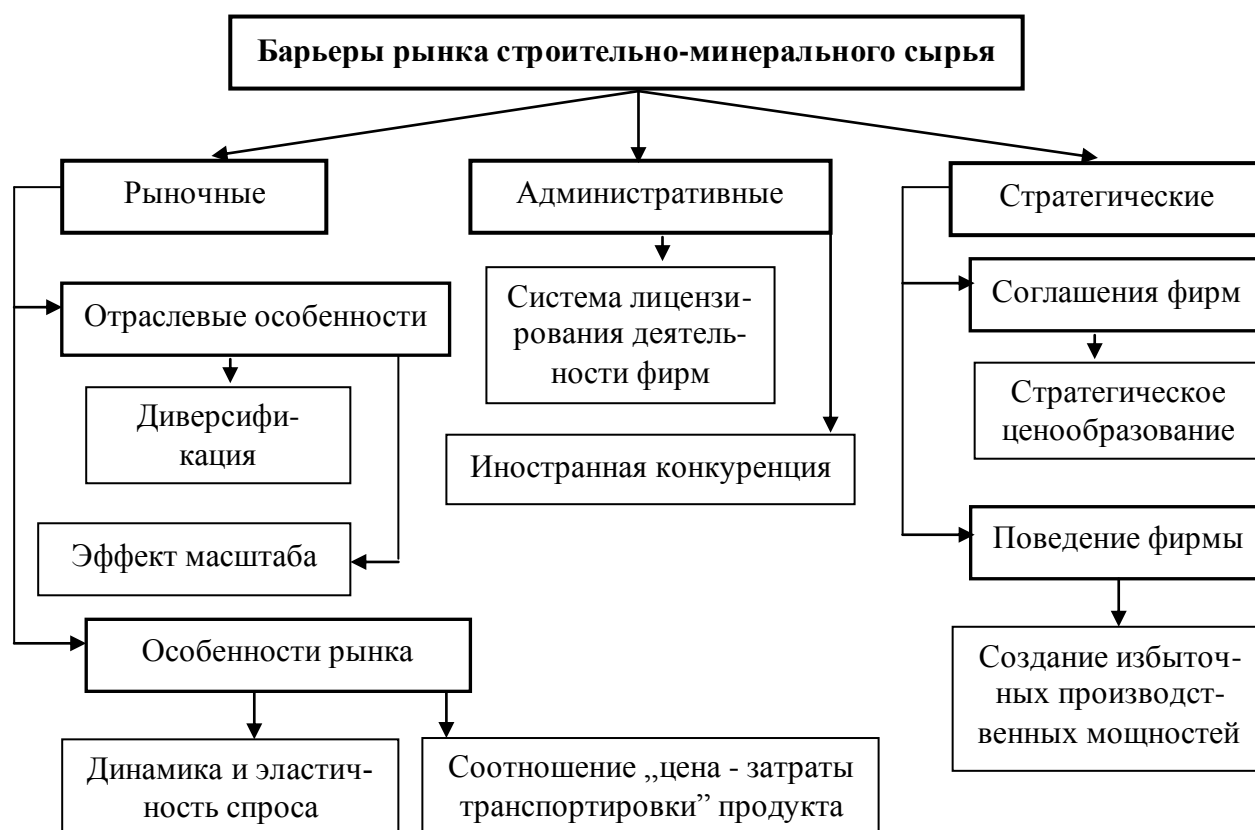 Барьеры рынка строительно-минерального сырья
Рыночные
Административные
Стратегические
Отраслевые особенности
Система лицензи-
рования деятель-
ности фирм
Соглашения фирм
Диверсифи-
кация
Стратегическое
ценообразование
Иностранная конкуренция
Эффект масштаба
Поведение фирмы
Особенности рынка
Создание избыточ-
ных производст-
венных мощностей
Динамика и эластич-
ность спроса
Соотношение „цена - затраты
транспортировки” продукта